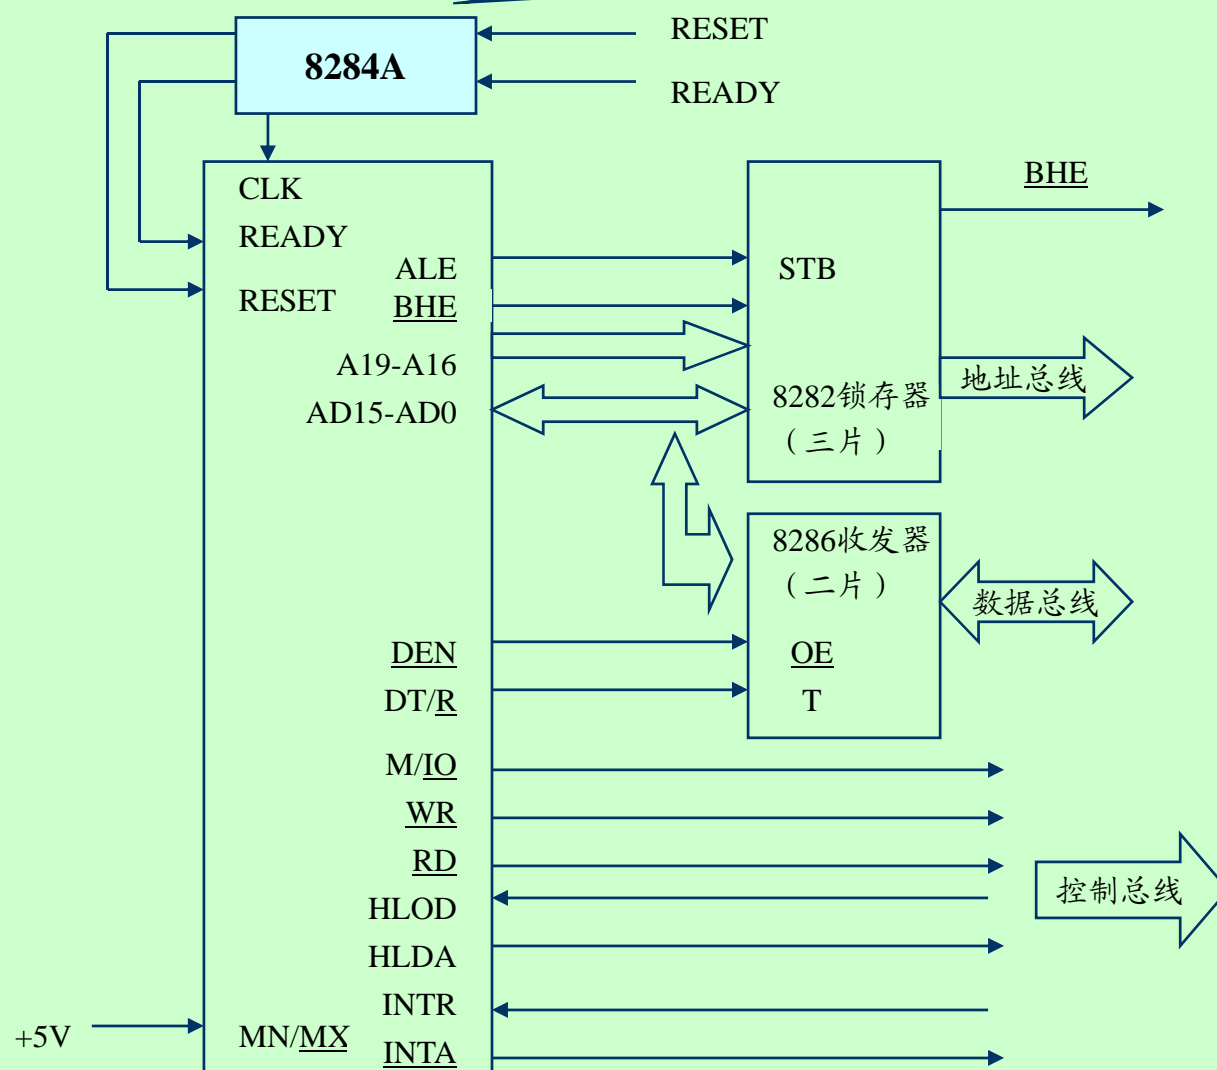 RESET
8284A
READY
BHE
CLK
READY
ALE
STB
RESET
BHE
A19-A16
地址总线
8282锁存器
AD15-AD0
（三片）
8286收发器
（二片）
数据总线
DEN
OE
DT/R
T
M/IO
WR
RD
控制总线
HLOD
HLDA
INTR
+5V
MN/MX
INTA